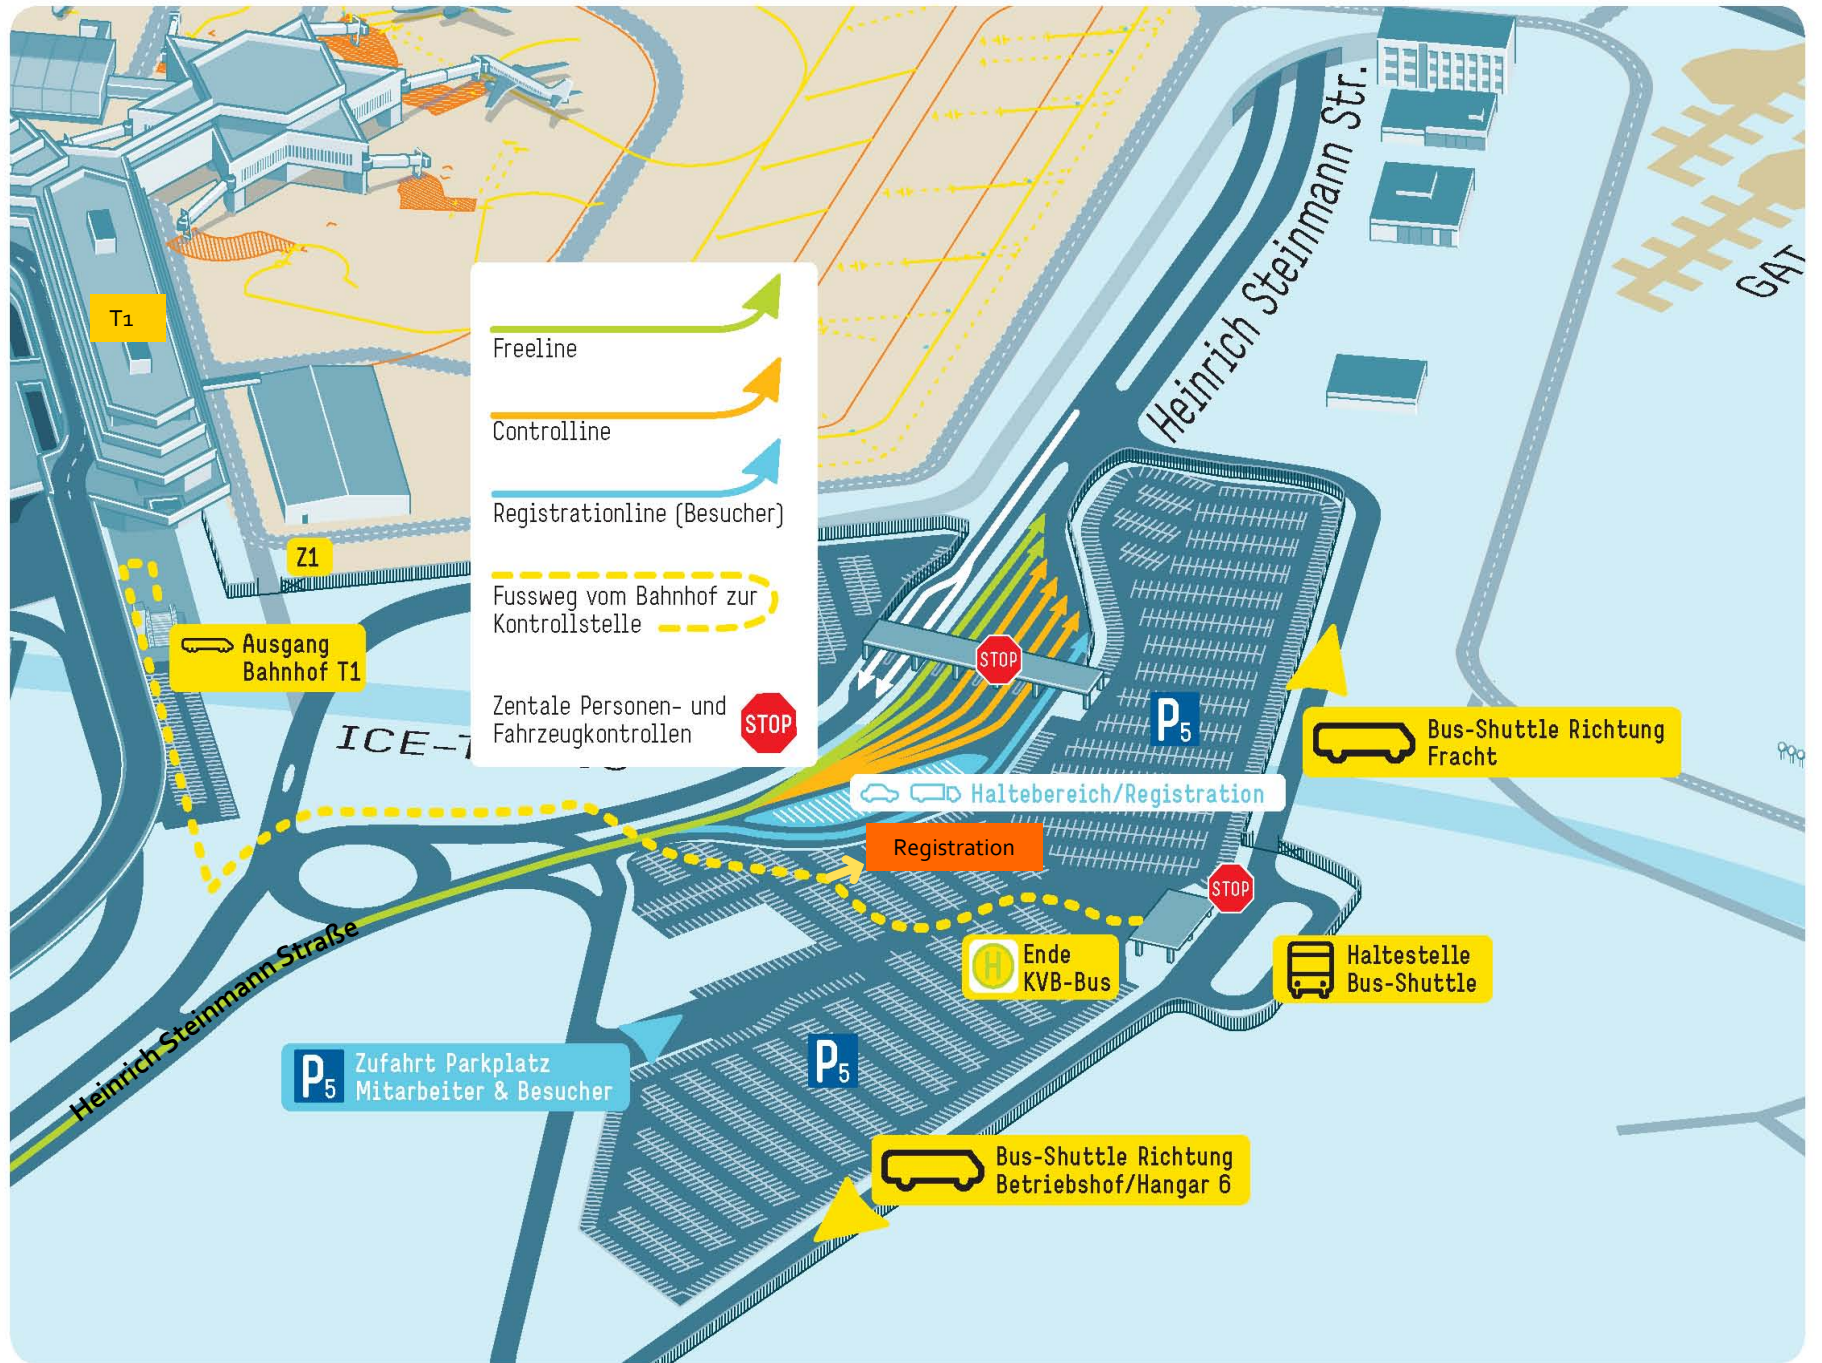 Heinrich Steinmann Str.
GAT
T1
Freeline
Controlline
Registrationline (Besucher)
Fussweg vom Bahnhof zur
Kontrollstelle
Zentale Personen- und
Fahrzeugkontrollen
STOP
Z1
Ausgang
Bahnhof T1
STOP
P5
Bus-Shuttle Richtung
Fracht
Haltebereich/Registration
Registration
STOP
H
Ende
KVB-Bus
Haltestelle
Bus-Shuttle
Heinrich Steinmann Straße
P5
Zufahrt Parkplatz
Mitarbeiter & Besucher
P5
Bus-Shuttle Richtung
Betriebshof/Hangar 6